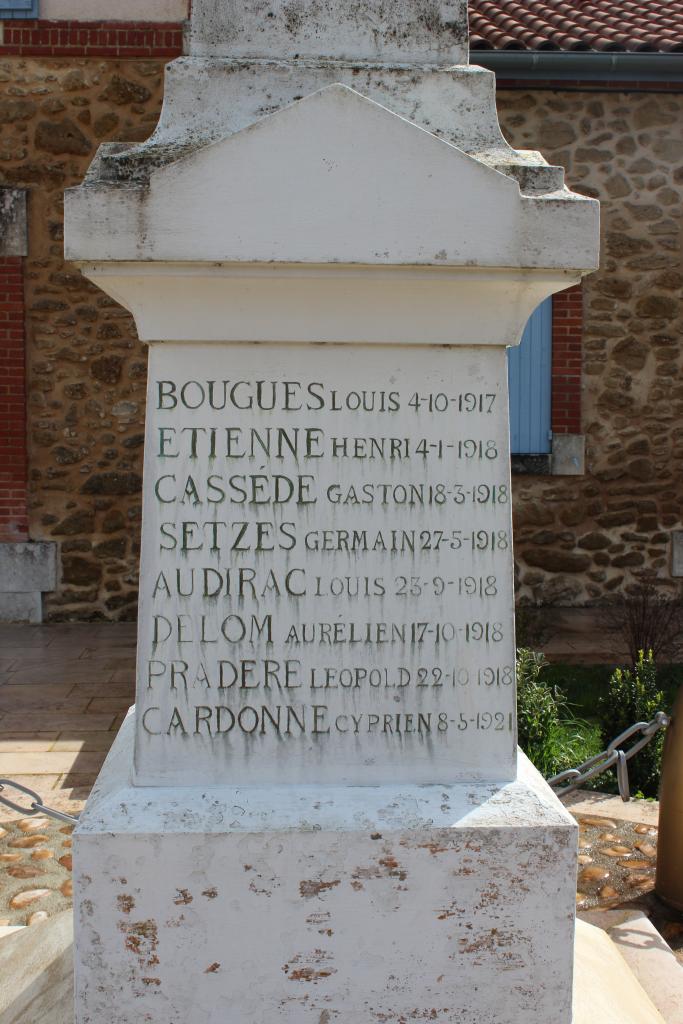 BOUGUES LOUIS 4-10-1917
ETIENNE HENRI 4-1-1918
CASSÉDE GASTON 18-3-1918
SETZES GERMAIN 27-5-1918
AUDIRAC LOUIS 23-9-1918
DELOM AURÉLIEN 17-10-1918
PRADERE LEOPOLD 22-10-1918
CARDONNE CYPRIEN 8-5-1921